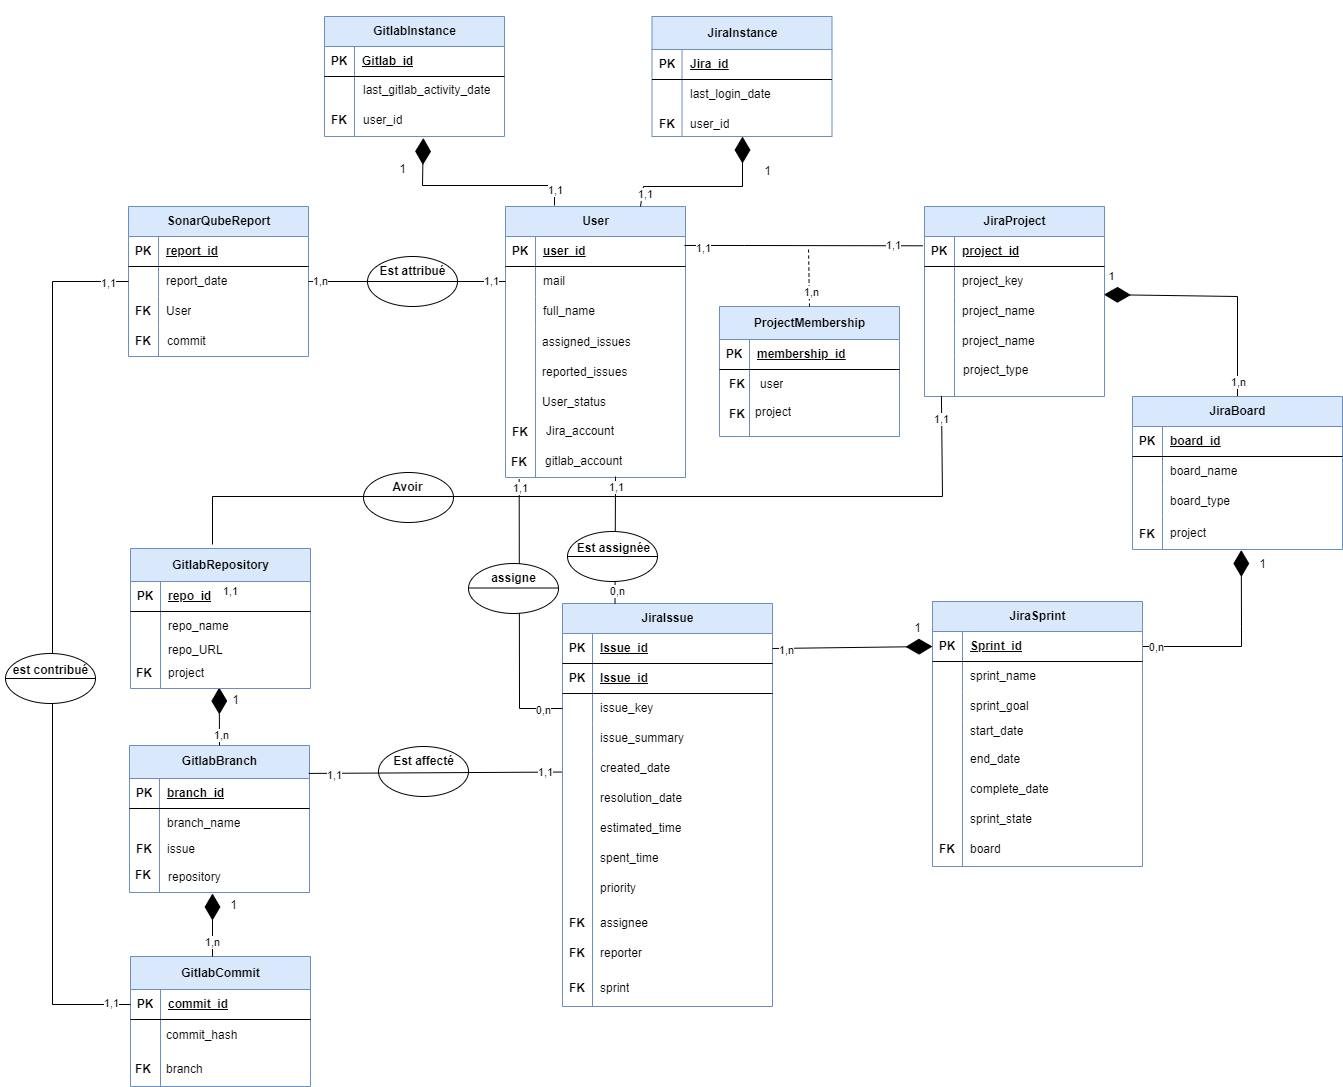 GitlabInstance
PK Gitlab_id
last_gitlab_activity_date
FK user_id
1
1,1
JiraInstance
PK Jira_id
last_login_date
FK user_id
1
1,1
SonarQubeReport
PK report_id
report_date
FK User
FK commit
1,1
1,n
Est attribué
1,1
User
PK user_id
mail
full_name
assigned_issues
reported_issues
User_status
FK Jira_account
FK gitlab_account
1,1
1,1
1,n
ProjectMembership
PK membership_id
FK user
FK project
JiraProject
PK project_id
project_key
project_name
project_name
project_type
1
1,n
1,1
JiraBoard
PK board_id
board_name
board_type
FK project
1
Avoir
1,1
1,1
Est assignée
0,n
assigne
0,n
GitlabRepository
PK repo_id 1,1
repo_name
repo_URL
FK project
1
1,n
est contribué
JiraIssue
PK Issue_id
PK Issue_id
issue_key
issue_summary
created_date
resolution_date
estimated_time
spent_time
priority
FK assignee
FK reporter
FK sprint
1,n
1
JiraSprint
PK Sprint_id
sprint_name
sprint_goal
start_date
end_date
complete_date
sprint_state
FK board
0,n
GitlabBranch
PK branch_id
branch_name
FK issue
FK repository
1,1
Est affecté
1,1
1
1,n
GitlabCommit
PK commit_id
commit_hash
FK branch
1,1